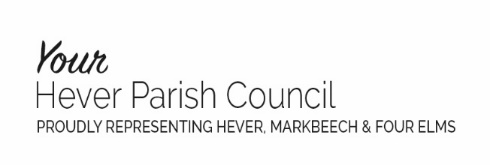 Your
Hever Parish Council
PROUDLY REPRESENTING HEVER, MARKBEECH & FOUR ELMS